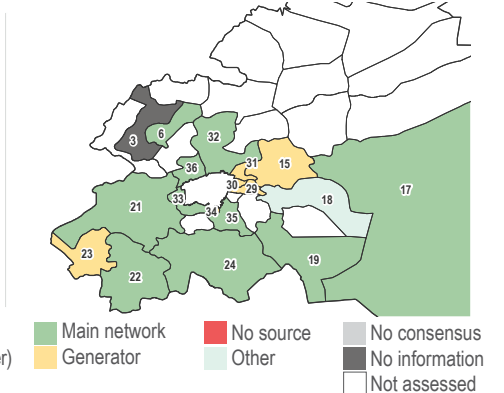 32
6
3
31
15
36
30
29
17
33
18
21
34
35
19
23
24
22
Main network
No source
No consensus
er)
Generator
Other
No information
Not assessed